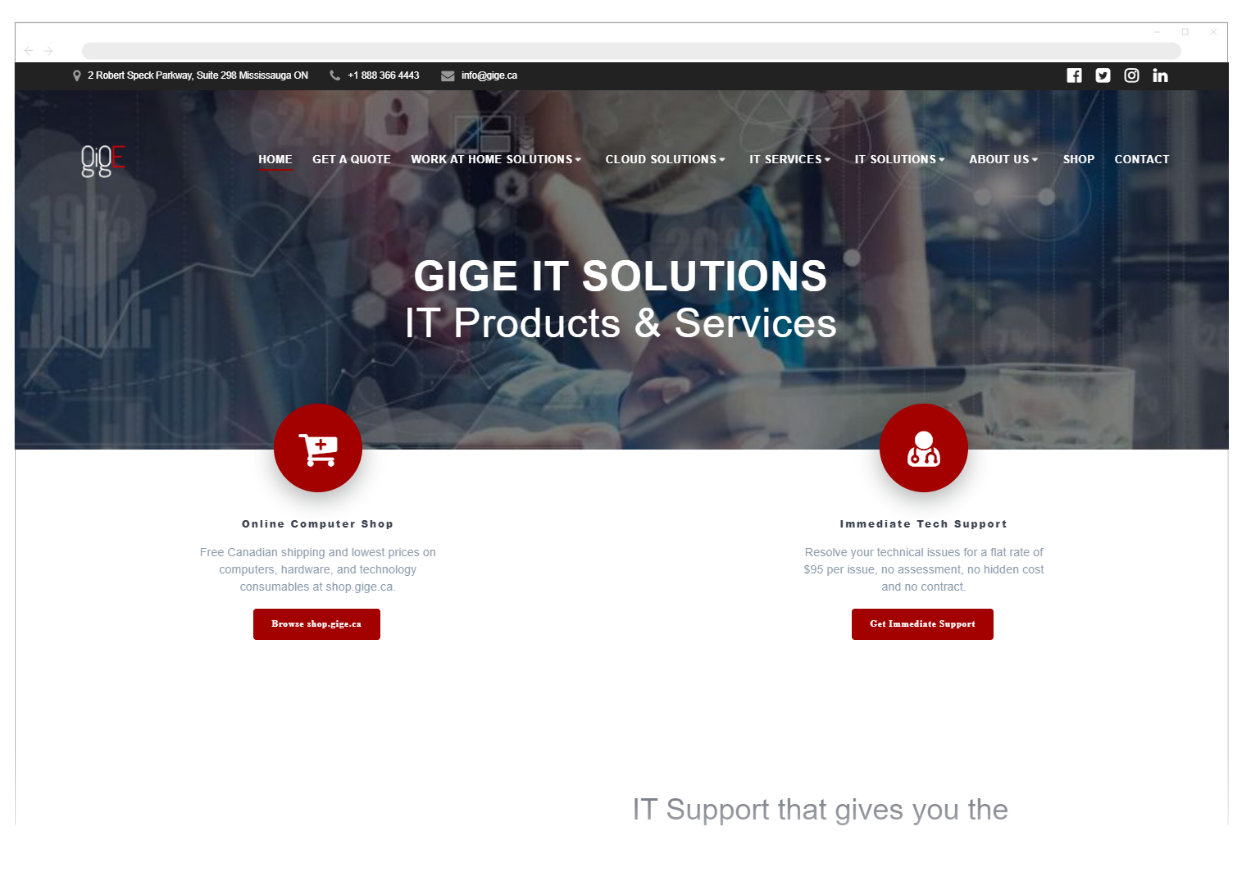 2 Robert Speck Parkway, Suite 298 Mississauga ON +1 888 366 4443 info@gige.ca
gigE
HOME GET A QUOTE WORK AT HOME SOLUTIONS CLOUD SOLUTIONS IT SERVICES IT SOLUTIONS ABOUT US SHOP CONTACT
24%
19%
20%
75%
GIGE IT SOLUTIONS
IT Products & Services
Online Computer Shop
Free Canadian shipping and lowest prices on
computers, hardware, and technology
consumables at shop.gige.ca.
Browse shop.gige.ca
Immediate Tech Support
Resolve your technical issues for a flat rate of
$95 per issue, no assessment, no hidden cost
and no contract.
Get Immediate Support
IT Support that gives you the